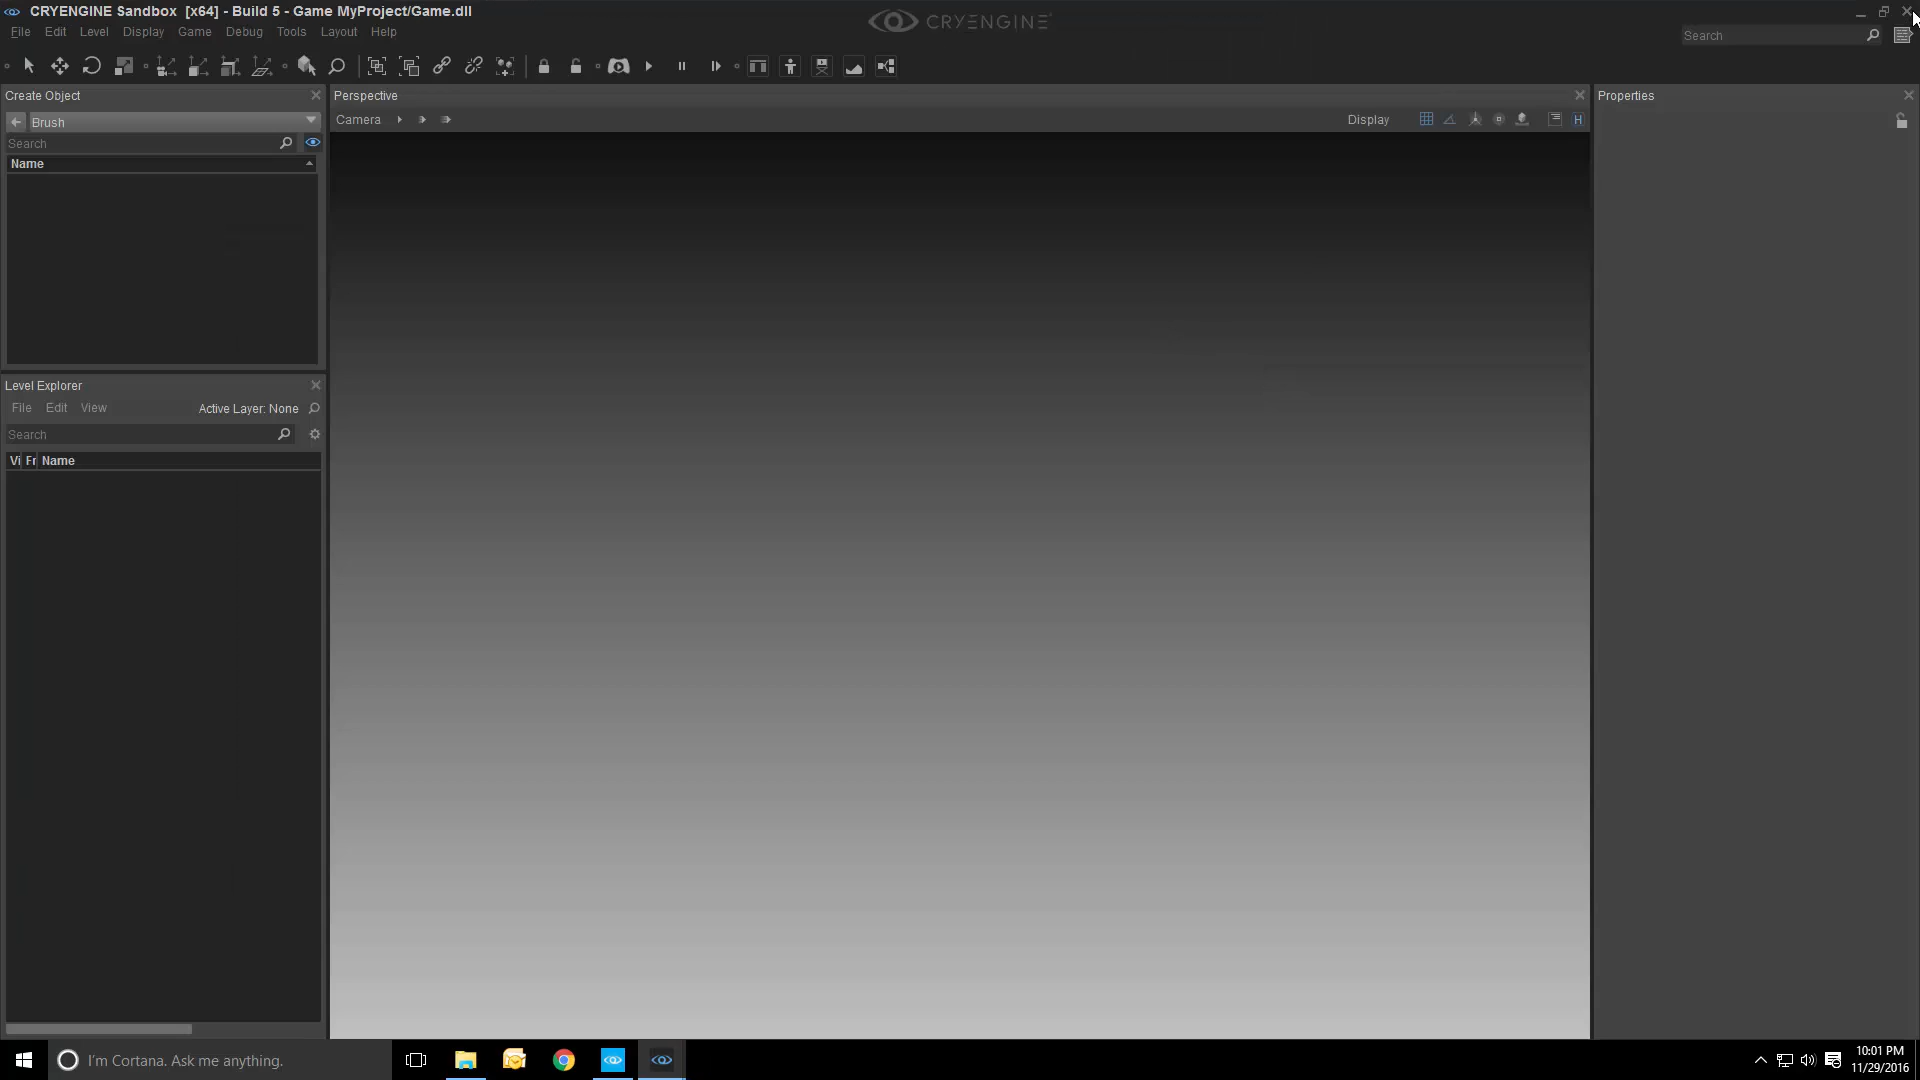 CRYENGINE Sandbox [x64] - Build 5 - Game MyProject/Game.dll
CRYENGINE
File Edit Level Display Game Debug Tools Layout Help
Search
Create Object
Perspective
Properties
Brush
Camera
Display
H
Search
Name
Level Explorer
File Edit View Active Layer: None
Search
Vi Fr Name
I'm Cortana. Ask me anything.
10:01 PM
11/29/2016